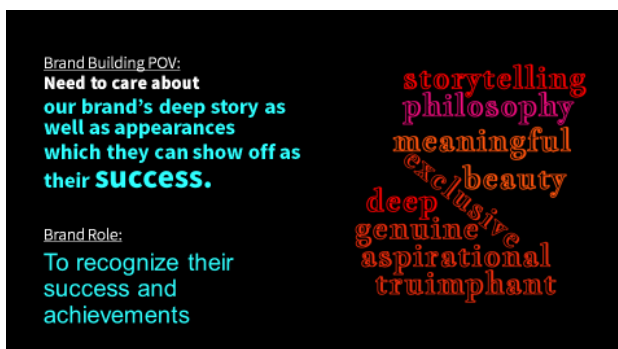 Brand Building POV:
Need to care about
our brand's deep story as
well as appearances
which they can show off as
their success.
Brand Role:
To recognize their
success and
achievements
storytelling
philosophy
meaningful
exclusive
beauty
deep
genuine
aspirational
truimphant